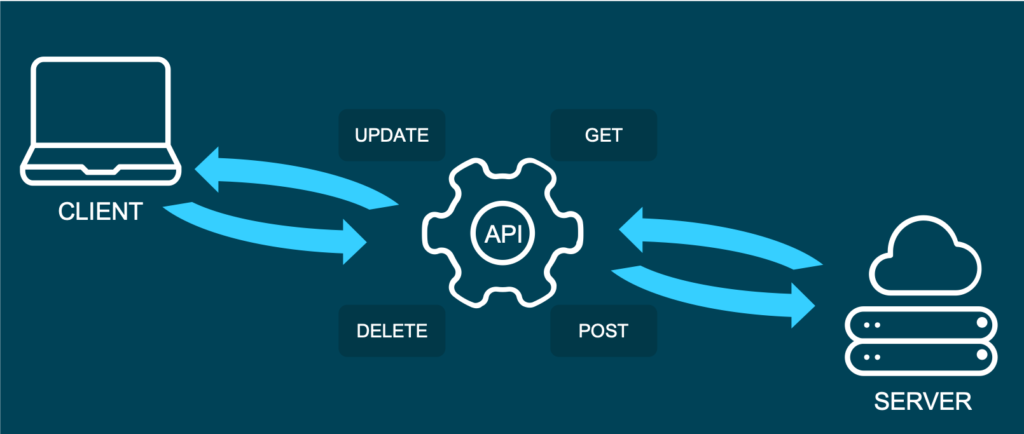 UPDATE
GET
CLIENT
API
DELETE
POST
SERVER